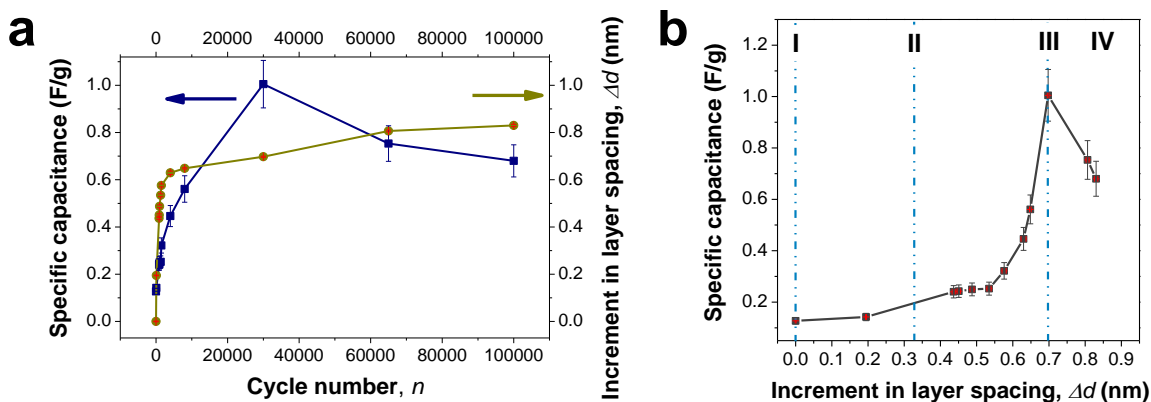 a
0 20000 40000 60000 80000 100000
1.0
0.8
0.6
0.4
0.2
0.0
Specific capacitance (F/g)
1.0
0.8
0.6
0.4
0.2
0.0
Increment in layer spacing, Δd (nm)
0 20000 40000 60000 80000 100000
Cycle number, n
b
I II III IV
1.2
1.0
0.8
0.6
0.4
0.2
Specific capacitance (F/g)
0.0 0.1 0.2 0.3 0.4 0.5 0.6 0.7 0.8 0.9
Increment in layer spacing, Δd (nm)